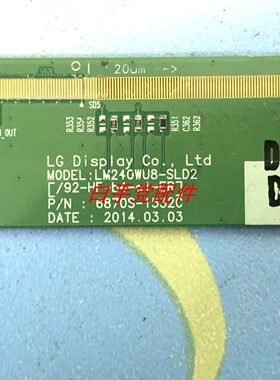 20um ->
SD5
R353
R354
R352
R351
C362
R362
_OUT
LG Display Co., Ltd
MODEL:LM240WU8-SLD2
P/N : 6870S-1532C
DATE : 2014.03.03
D
D